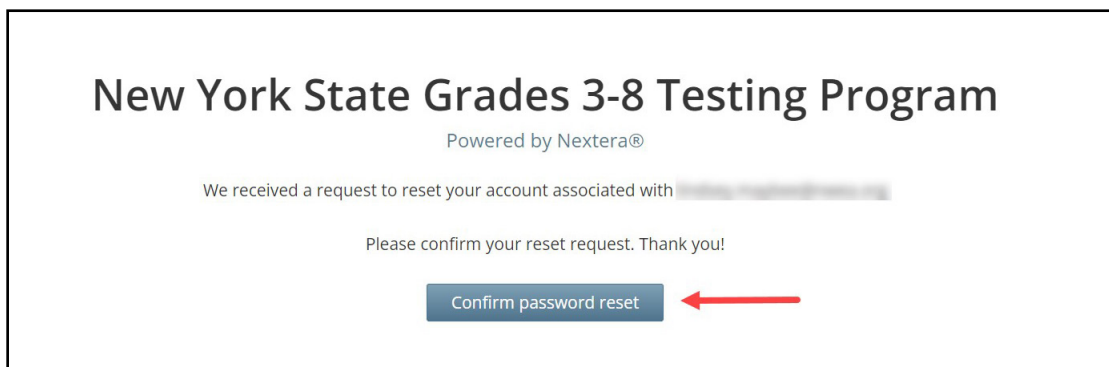 New York State Grades 3-8 Testing Program
Powered by Nextera®
We received a request to reset your account associated with
Please confirm your reset request. Thank you!
Confirm password reset